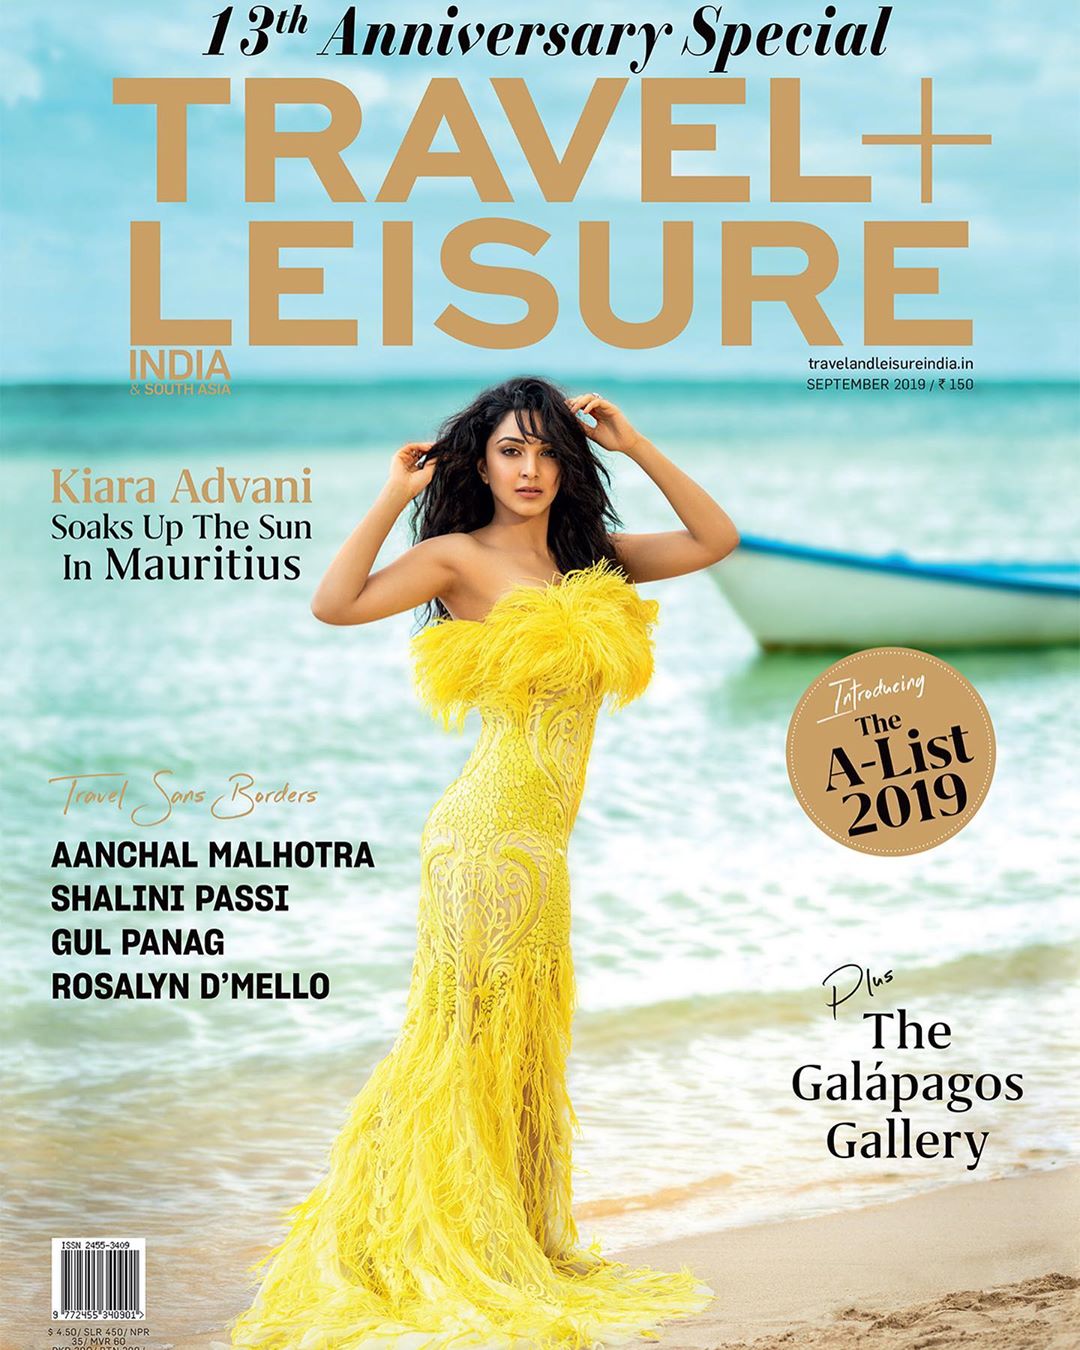 13th Anniversary Special
TRAVEL+
LEISURE
INDIA
& SOUTH ASIA
travelandleisureindia.in
SEPTEMBER 2019 / ₹ 150
Kiara Advani
Soaks Up The Sun
In Mauritius
Introducing
The
A-List
2019
Travel Sans Borders
AANCHAL MALHOTRA
SHALINI PASSI
GUL PANAG
ROSALYN D’MELLO
Plus
The
Galápagos
Gallery
ISSN 2455-3409
9 772455 340901>
$ 4.50/ SLR 450/ NPR
35/ MVR 60